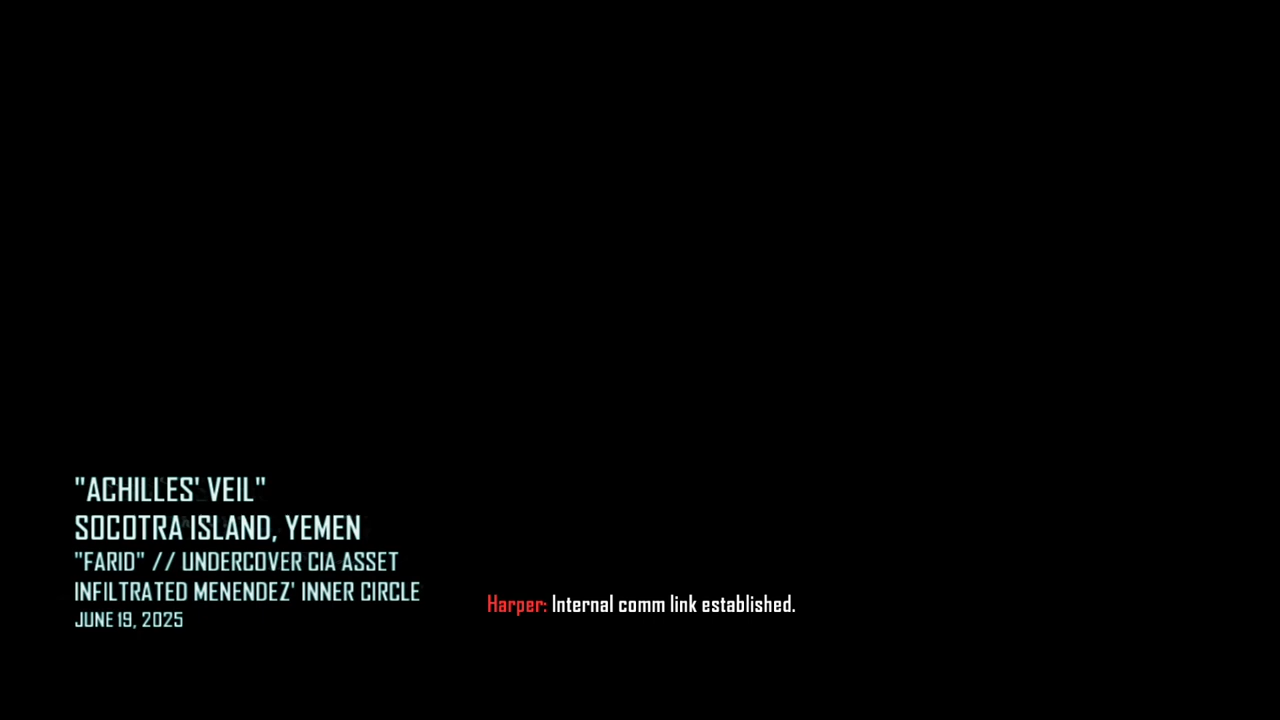 "ACHILLES' VEIL"
SOCOTRA ISLAND, YEMEN
"FARID" // UNDERCOVER CIA ASSET
INFILTRATED MENENDEZ' INNER CIRCLE
Harper: Internal comm link established.
JUNE 19, 2025